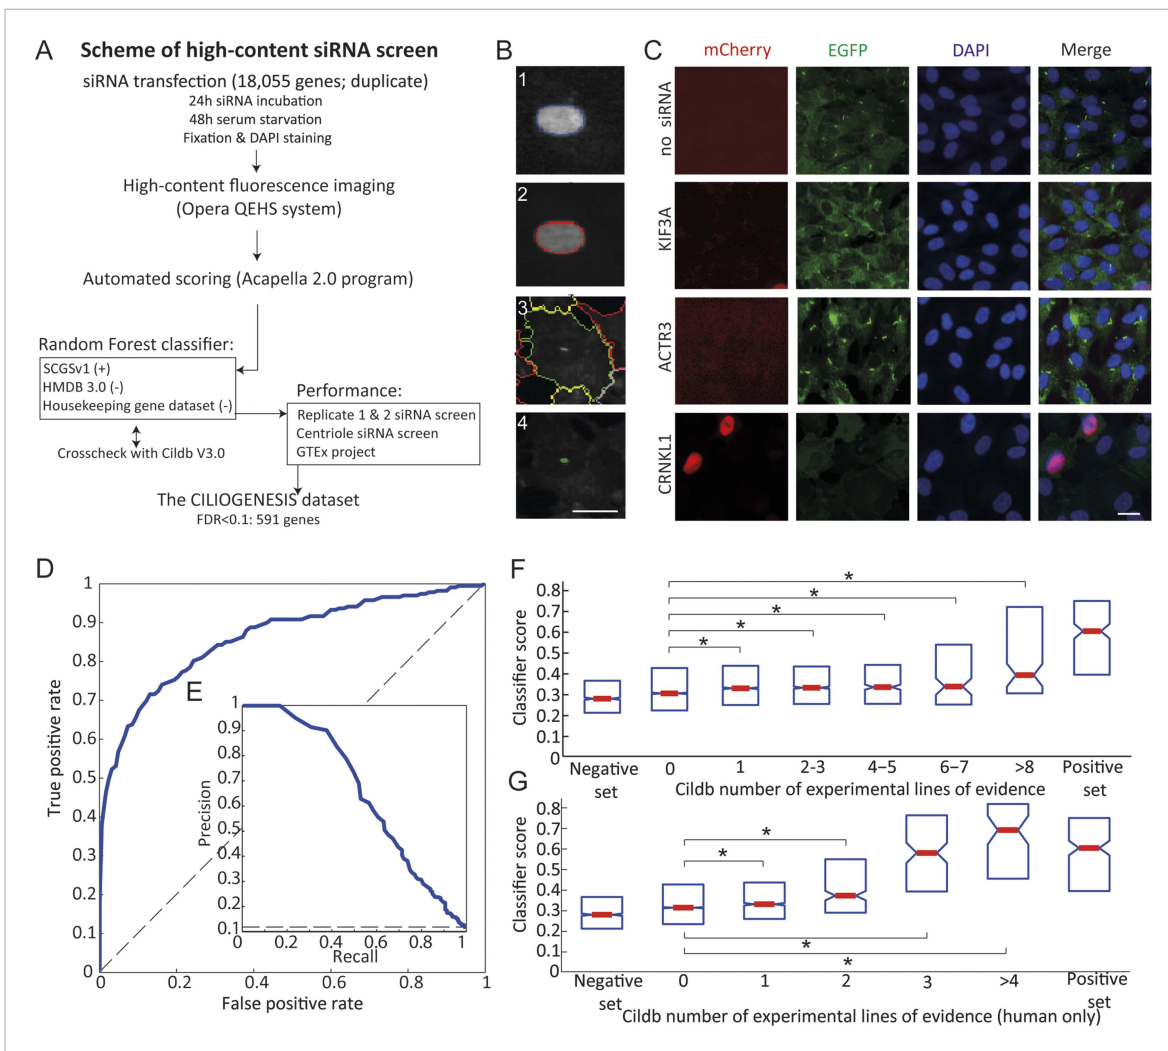 A
Scheme of high-content siRNA screen
siRNA transfection (18,055 genes; duplicate)
24h siRNA incubation
48h serum starvation
Fixation & DAPI staining
High-content fluorescence imaging
(Opera QEHS system)
Automated scoring (Acapella 2.0 program)
Random Forest classifier:
SCGSv1 (+)
HMDB 3.0 (-)
Housekeeping gene dataset (-)
Crosscheck with Cildb V3.0
Performance:
Replicate 1 & 2 siRNA screen
Centriole siRNA screen
GTEx project
The CILIOGENESIS dataset
FDR<0.1: 591 genes
B
1
2
3
4
C
mCherry EGFP DAPI Merge
no siRNA
KIF3A
ACTR3
CRNKL1
D
True positive rate
1
0.9
0.8
0.7
0.6
0.5
0.4
0.3
0.2
0.1
0
0 0.2 0.4 0.6 0.8 1
False positive rate
E
Precision
1
0.9
0.8
0.7
0.6
0.5
0.4
0.3
0.2
0.1
0 0.2 0.4 0.6 0.8 1
Recall
F
Classifier score
0.8
0.7
0.6
0.5
0.4
0.3
0.2
0.1
0
* * * * *
Negative set 0 1 2-3 4–5 6–7 >8 Positive set
Cildb number of experimental lines of evidence
G
Classifier score
0.8
0.7
0.6
0.5
0.4
0.3
0.2
0.1
0
* * * *
Negative set 0 1 2 3 >4 Positive set
Cildb number of experimental lines of evidence (human only)